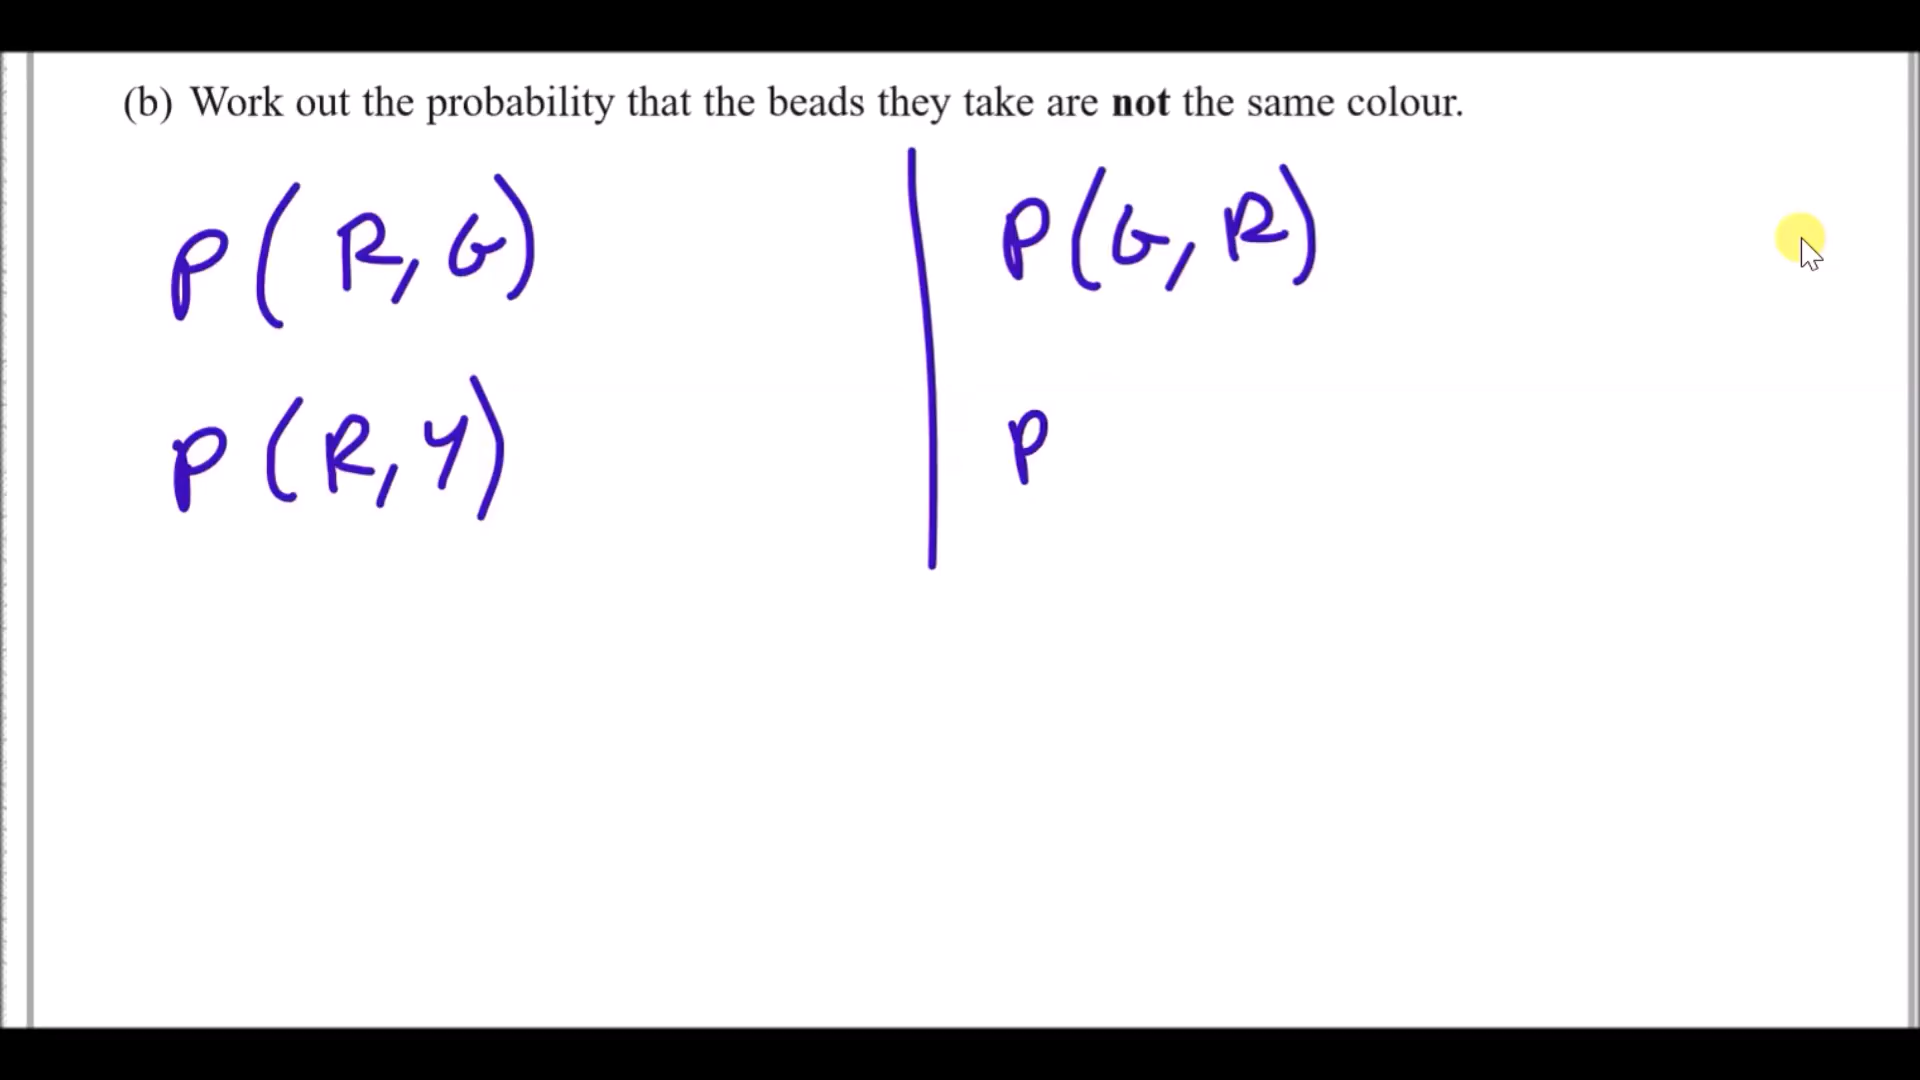 (b) Work out the probability that the beads they take are not the same colour.
P(R,G)
P(G,R)
P(R,Y)
P